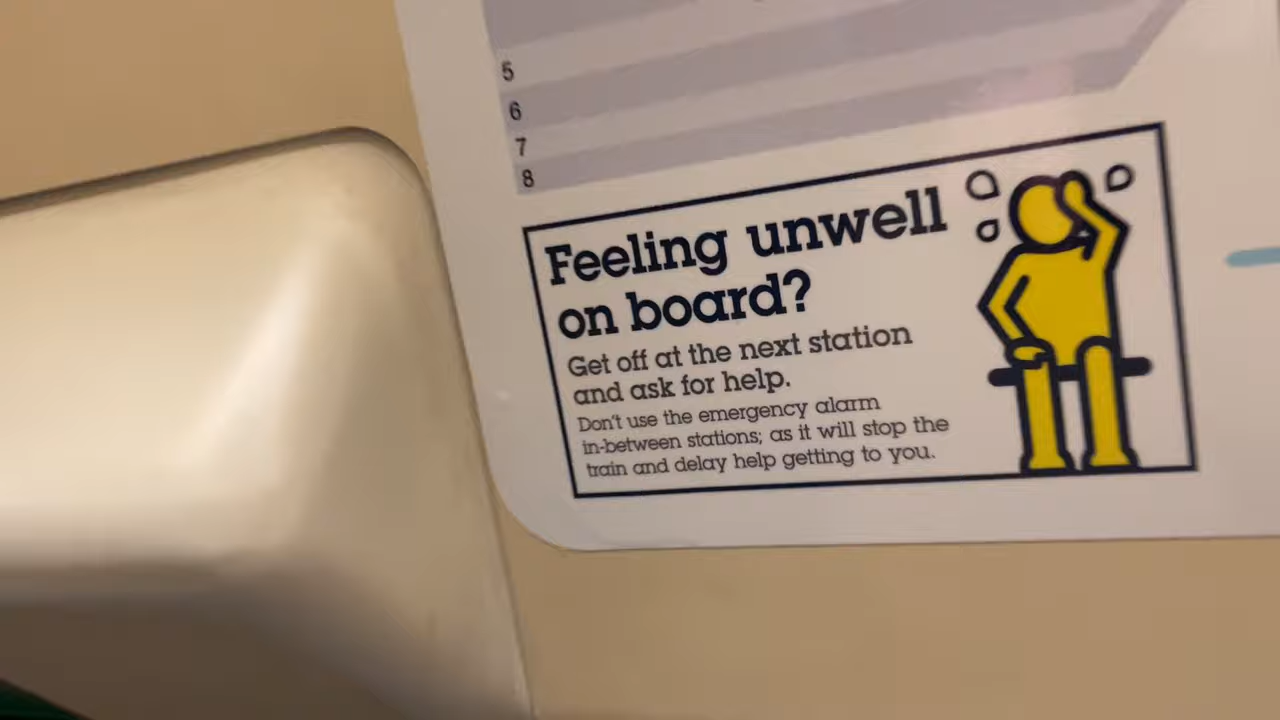 5
6
7
8
Feeling unwell
on board?
Get off at the next station
and ask for help.
Don't use the emergency alarm
in-between stations; as it will stop the
train and delay help getting to you.